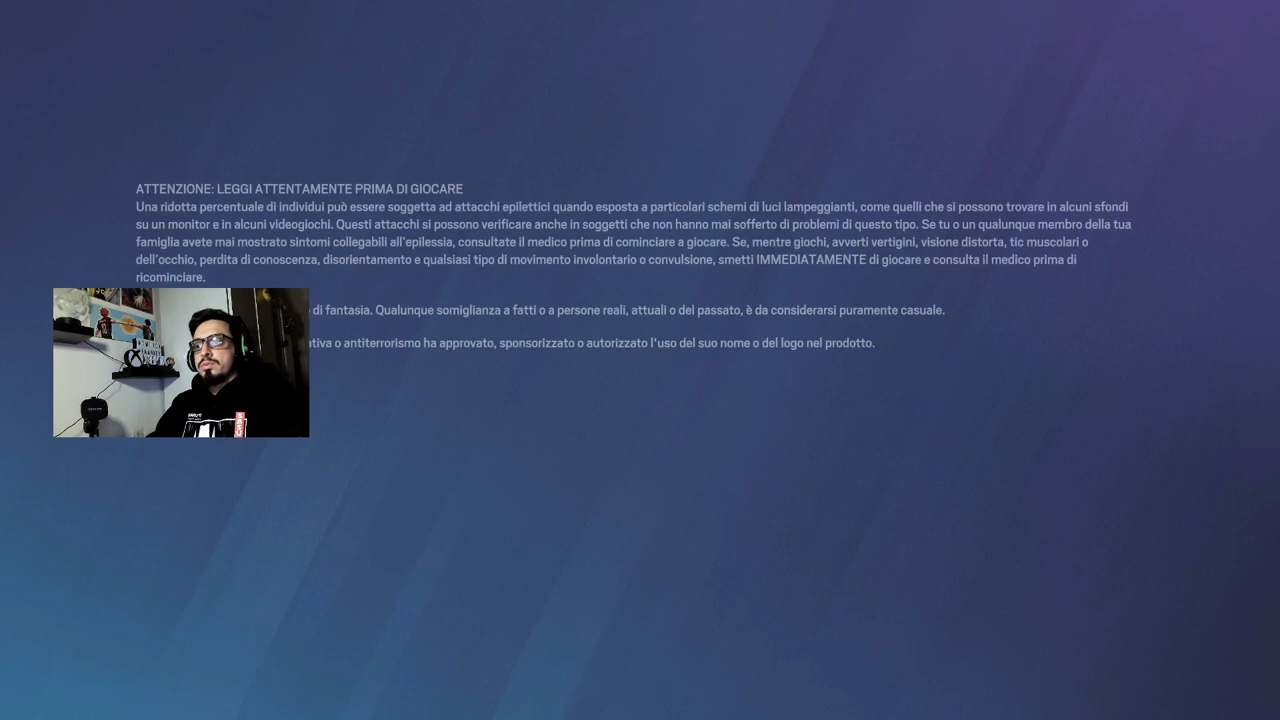 ATTENZIONE: LEGGI ATTENTAMENTE PRIMA DI GIOCARE
Una ridotta percentuale di individui può essere soggetta ad attacchi epilettici quando esposta a particolari schemi di luci lampeggianti, come quelli che si possono trovare in alcuni sfondi
su un monitor e in alcuni videogiochi. Questi attacchi si possono verificare anche in soggetti che non hanno mai sofferto di problemi di questo tipo. Se tu o un qualunque membro della tua
famiglia avete mai mostrato sintomi collegabili all'epilessia, consultate il medico prima di cominciare a giocare. Se, mentre giochi, avverti vertigini, visione distorta, tic muscolari o
dell'occhio, perdita di conoscenza, disorientamento e qualsiasi tipo di movimento involontario o convulsione, smetti IMMEDIATAMENTE di giocare e consulta il medico prima di
ricominciare.
di fantasia. Qualunque somiglianza a fatti o a persone reali, attuali o del passato, è da considerarsi puramente casuale.
ativa o antiterrorismo ha approvato, sponsorizzato o autorizzato l'uso del suo nome o del logo nel prodotto.